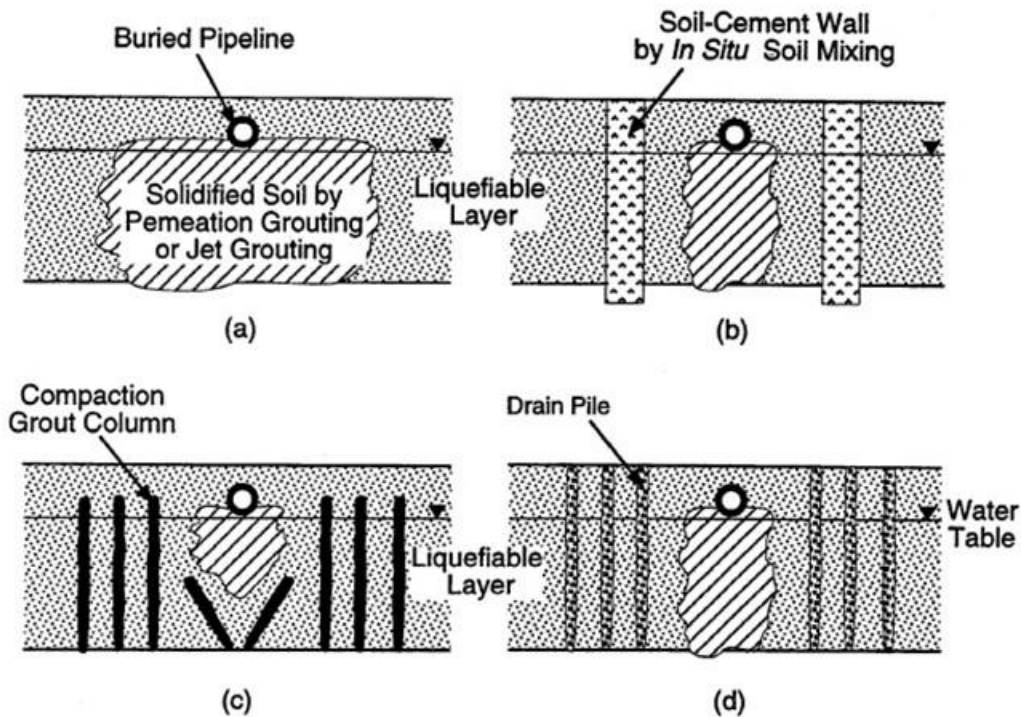 Buried Pipeline
Soil-Cement Wall
by In Situ Soil Mixing
Solidified Soil by
Pemeation Grouting
or Jet Grouting
Liquefiable
Layer
(a)
(b)
Compaction
Grout Column
Drain Pile
Liquefiable
Layer
Water
Table
(c)
(d)